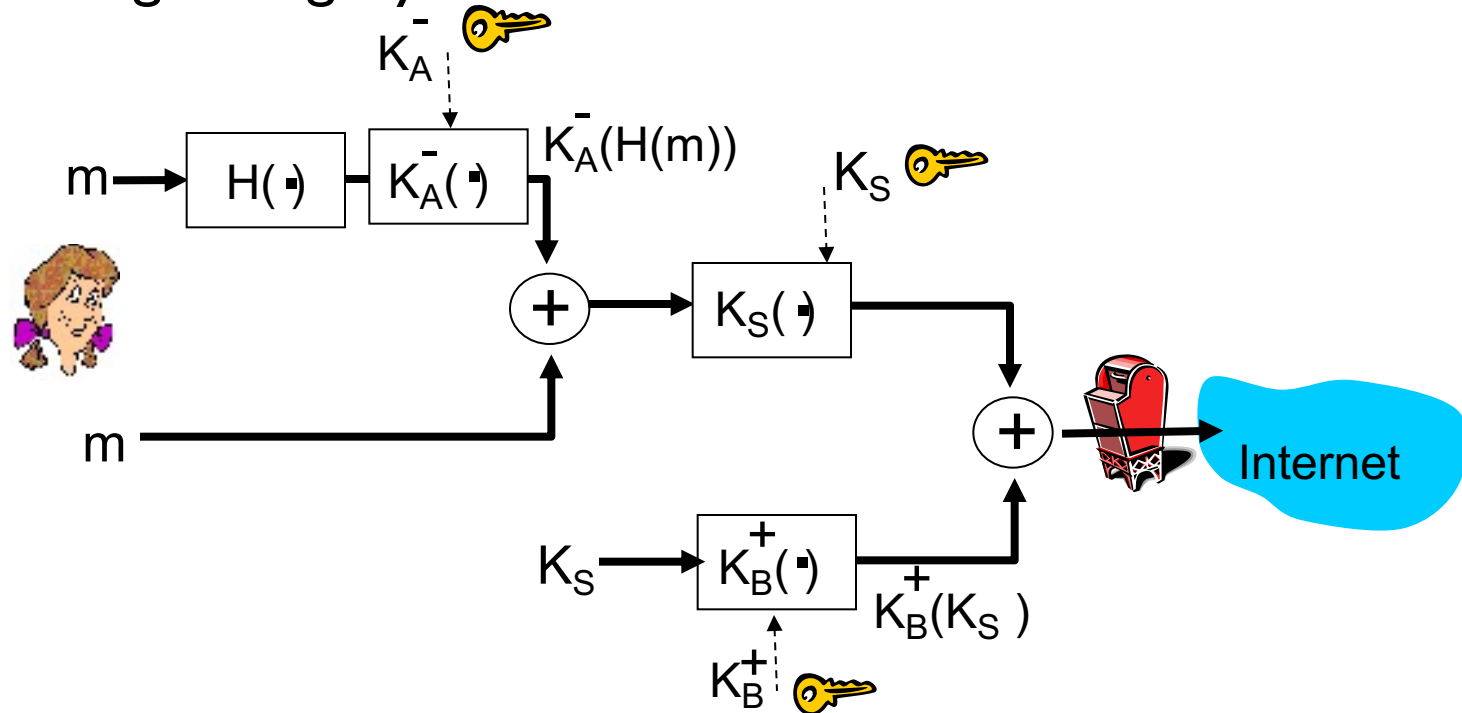 K_A^-
K_A^-(H(m))
m
H(·)
K_A^-(·)
K_S
+
K_S(·)
m
+
Internet
K_S
K_B^+(·)
K_B^+(K_S )
K_B^+